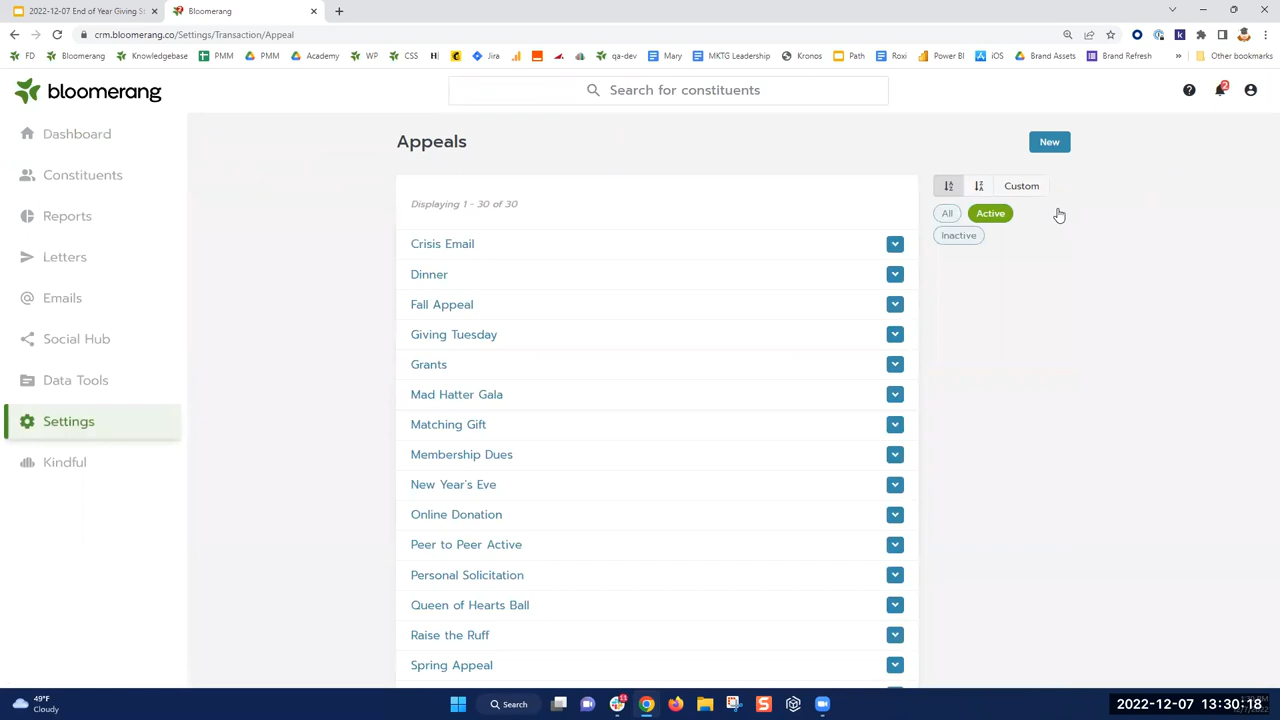 2022-12-07 End of Year Giving S
Bloomerang
crm.bloomerang.co/Settings/Transaction/Appeal
FD
Bloomerang
Knowledgebase
PMM
PMM
Academy
WP
CSS
Jira
qa-dev
Mary
MKTG Leadership
Kronos
Path
Roxi
Power BI
iOS
Brand Assets
Brand Refresh
Other bookmarks
bloomerang
Search for constituents
2
Dashboard
Constituents
Reports
Letters
Emails
Social Hub
Data Tools
Settings
Kindful
Appeals
New
Displaying 1 - 30 of 30
Custom
All
Active
Inactive
Crisis Email
Dinner
Fall Appeal
Giving Tuesday
Grants
Mad Hatter Gala
Matching Gift
Membership Dues
New Year's Eve
Online Donation
Peer to Peer Active
Personal Solicitation
Queen of Hearts Ball
Raise the Ruff
Spring Appeal
49°F
Cloudy
Search
2022-12-07 13:30:18